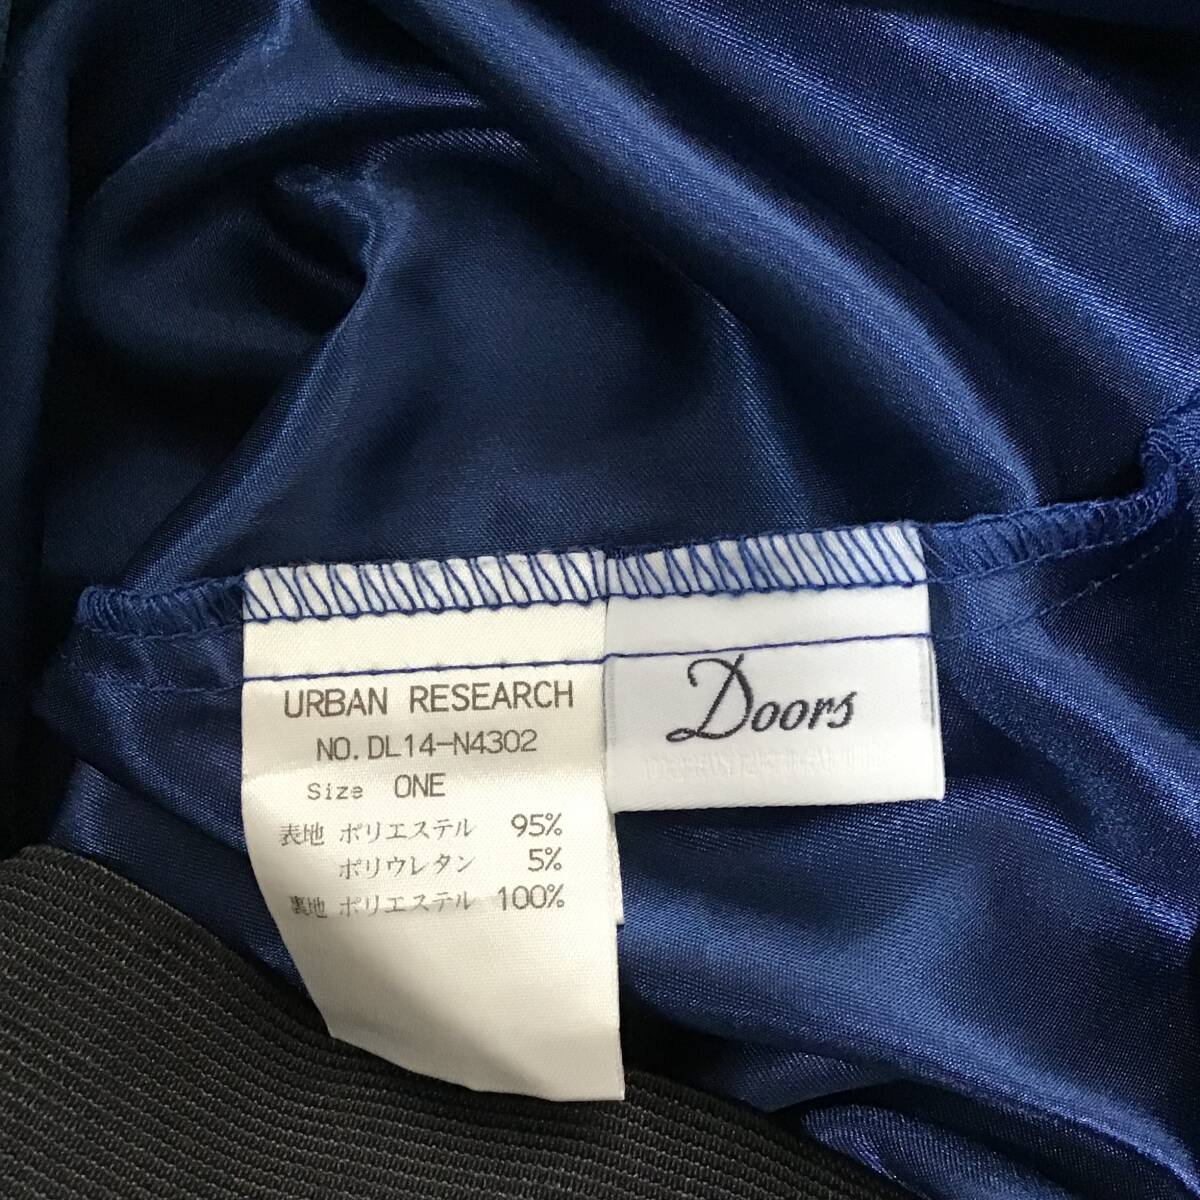 URBAN RESEARCH
NO. DL14-N4302
Size ONE
表地 ポリエステル 95%
ポリウレタン 5%
裏地 ポリエステル 100%
Doors